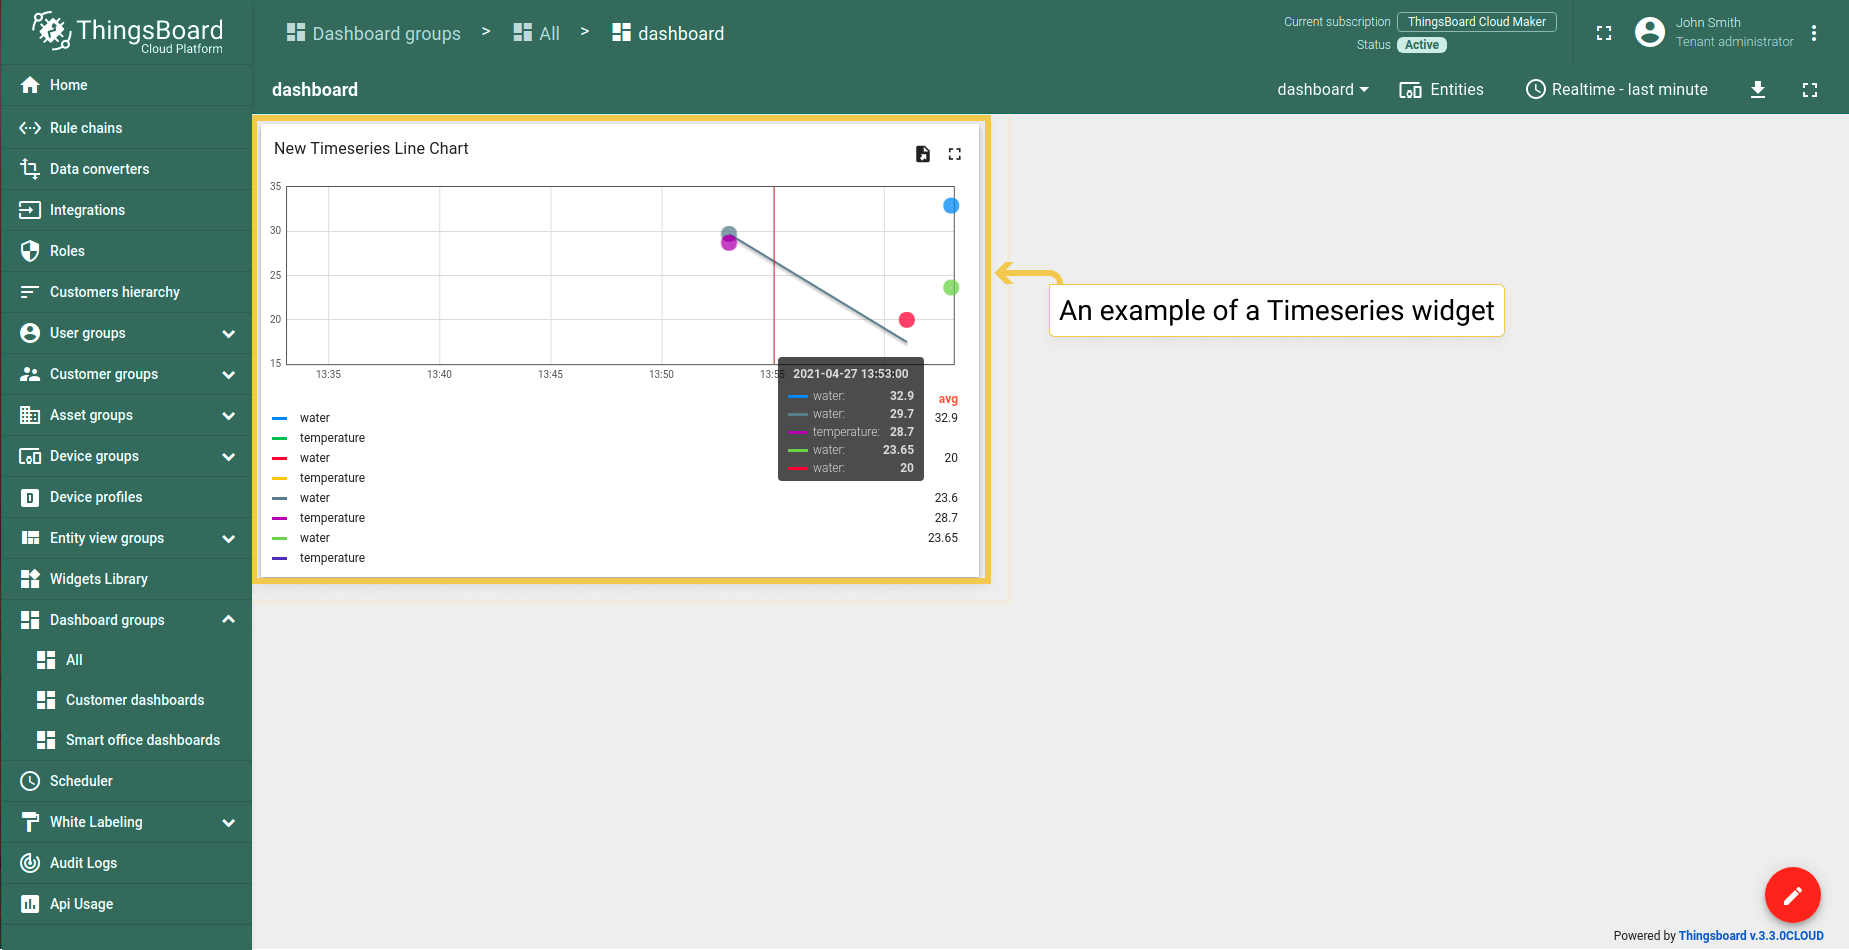 ThingsBoard
Cloud Platform
Home
Rule chains
Data converters
Integrations
Roles
Customers hierarchy
User groups
Customer groups
Asset groups
Device groups
Device profiles
Entity view groups
Widgets Library
Dashboard groups
All
Customer dashboards
Smart office dashboards
Scheduler
White Labeling
Audit Logs
Api Usage
Dashboard groups > All > dashboard
Current subscription ThingsBoard Cloud Maker
Status Active
John Smith
Tenant administrator
dashboard
dashboard Entities Realtime - last minute
New Timeseries Line Chart
35
30
25
20
15
13:35 13:40 13:45 13:50 13:55
2021-04-27 13:53:00
water: 32.9
water: 29.7
temperature: 28.7
water: 23.65
water: 20
avg
water 32.9
temperature
water 20
temperature
water 23.6
temperature 28.7
water 23.65
temperature
An example of a Timeseries widget
Powered by Thingsboard v.3.3.0CLOUD